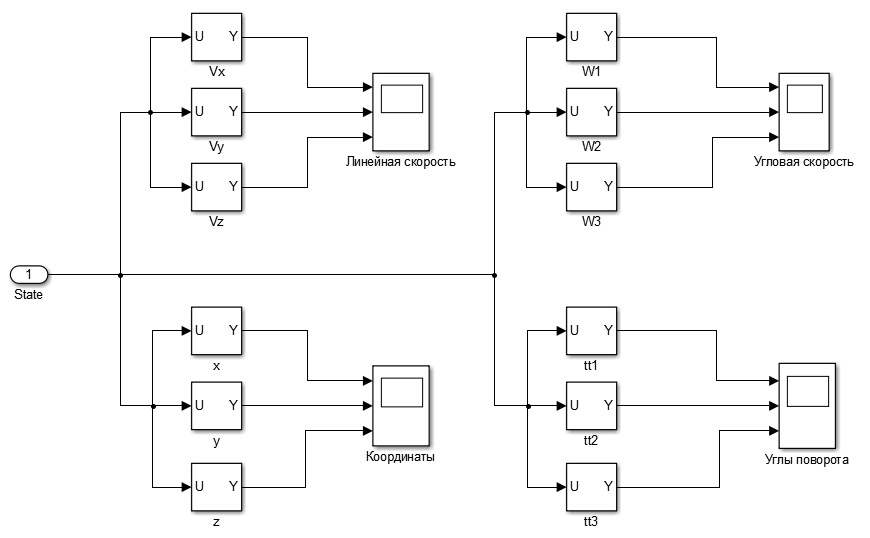 U Y
Vx
U Y
Vy
U Y
Vz
Линейная скорость
U Y
W1
U Y
W2
U Y
W3
Угловая скорость
1
State
U Y
x
U Y
y
U Y
z
Координаты
U Y
tt1
U Y
tt2
U Y
tt3
Углы поворота